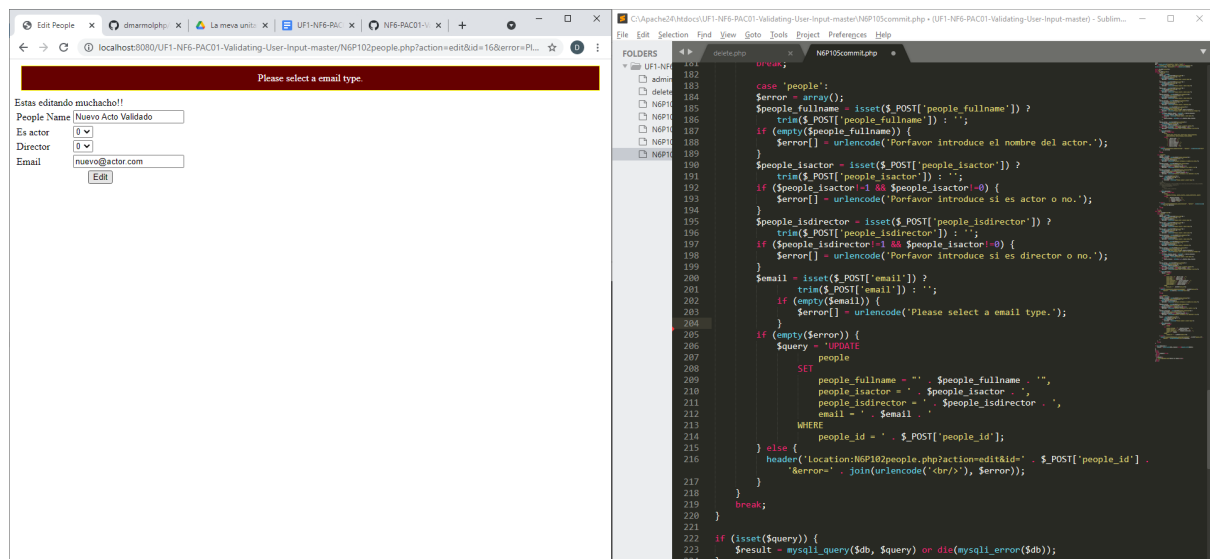 Edit People
dmarmolphp/
La meva unita
UF1-NF6-PAC
NF6-PAC01-V
localhost:8080/UF1-NF6-PAC01-Validating-User-Input-master/N6P102people.php?action=edit&id=16&error=Pl...
D
Please select a email type.
Estas editando muchacho!!
People Name Nuevo Acto Validado
Es actor 0
Director 0
Email nuevo@actor.com
Edit
C:\Apache24\htdocs\UF1-NF6-PAC01-Validating-User-Input-master\N6P105commit.php • (UF1-NF6-PAC01-Validating-User-Input-master) - Sublim...
File Edit Selection Find View Goto Tools Project Preferences Help
FOLDERS
UF1-NF6
admin
delete
N6P10
N6P10
N6P10
N6P10
N6P10
delete.php
N6P105commit.php
181 break;
182
183 case 'people':
184 $error = array();
185 $people_fullname = isset($_POST['people_fullname']) ?
186 trim($_POST['people_fullname']) : '';
187 if (empty($people_fullname)) {
188 $error[] = urlencode('Porfavor introduce el nombre del actor.');
189 }
190 $people_isactor = isset($_POST['people_isactor']) ?
191 trim($_POST['people_isactor']) : '';
192 if ($people_isactor!=1 && $people_isactor!=0) {
193 $error[] = urlencode('Porfavor introduce si es actor o no.');
194 }
195 $people_isdirector = isset($_POST['people_isdirector']) ?
196 trim($_POST['people_isdirector']) : '';
197 if ($people_isdirector!=1 && $people_isactor!=0) {
198 $error[] = urlencode('Porfavor introduce si es director o no.');
199 }
200 $email = isset($_POST['email']) ?
201 trim($_POST['email']) : '';
202 if (empty($email)) {
203 $error[] = urlencode('Please select a email type.');
204 }
205 if (empty($error)) {
206 $query = 'UPDATE
207 people
208 SET
209 people_fullname = "' . $people_fullname . '",
210 people_isactor = ' . $people_isactor . ',
211 people_isdirector = ' . $people_isdirector . ',
212 email = ' . $email . '
213 WHERE
214 people_id = ' . $_POST['people_id'];
215 } else {
216 header('Location:N6P102people.php?action=edit&id=' . $_POST['people_id'] .
'&error=' . join(urlencode('<br/>'), $error));
217 }
218 }
219 break;
220 }
221
222 if (isset($query)) {
223 $result = mysqli_query($db, $query) or die(mysqli_error($db));